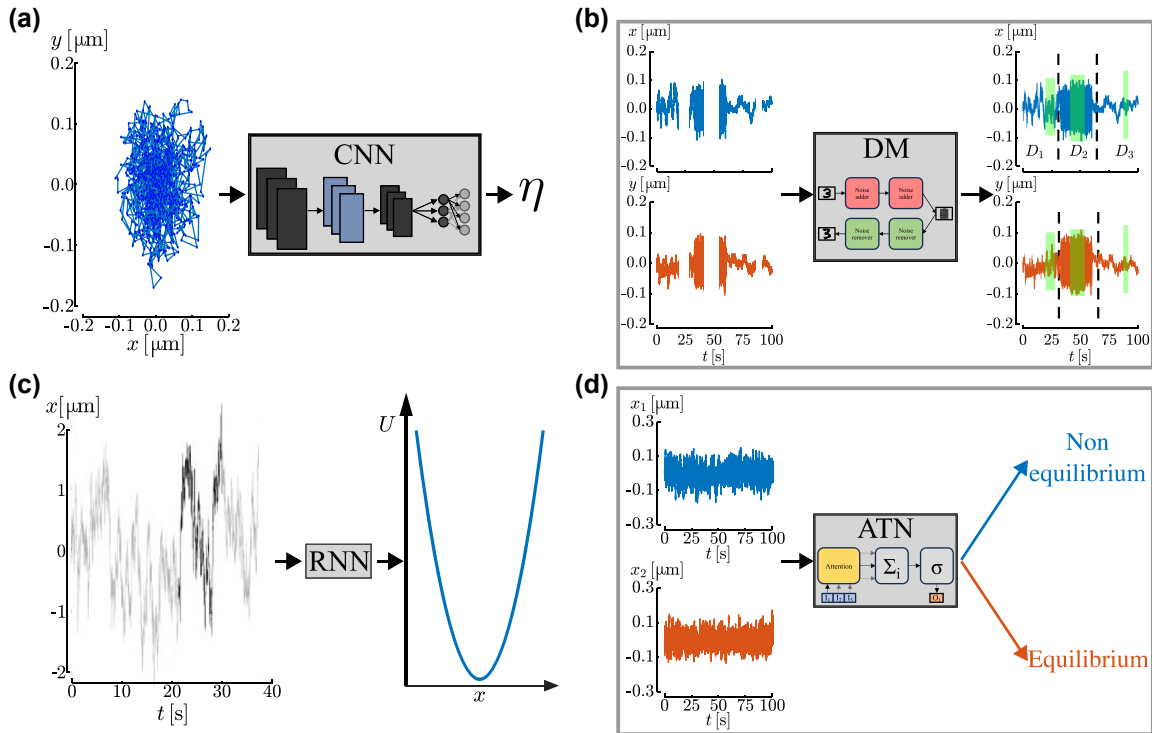 (a)
y [μm]
0.2
0.1
0.0
-0.1
-0.2
-0.2 -0.1 0.0 0.1 0.2
x [μm]
CNN
η
(b)
x [μm]
0.2
0.1
0.0
-0.1
-0.2
y [μm]
0.2
0.1
0.0
-0.1
-0.2
0 25 50 75 100
t [s]
DM
3
Noise adder
Noise adder
3
Noise remover
Noise remover
x [μm]
0.2
0.1
0.0
-0.1
-0.2
D1 D2 D3
y [μm]
0.2
0.1
0.0
-0.1
-0.2
0 25 50 75 100
t [s]
(c)
x [μm]
2
1
0
-1
-2
0 10 20 30 40
t [s]
RNN
U
x
(d)
x1 [μm]
0.3
0.1
-0.1
-0.3
0 25 50 75 100
t [s]
x2 [μm]
0.3
0.1
-0.1
-0.3
0 25 50 75 100
t [s]
ATN
Attention
Σi
σ
Non
equilibrium
Equilibrium